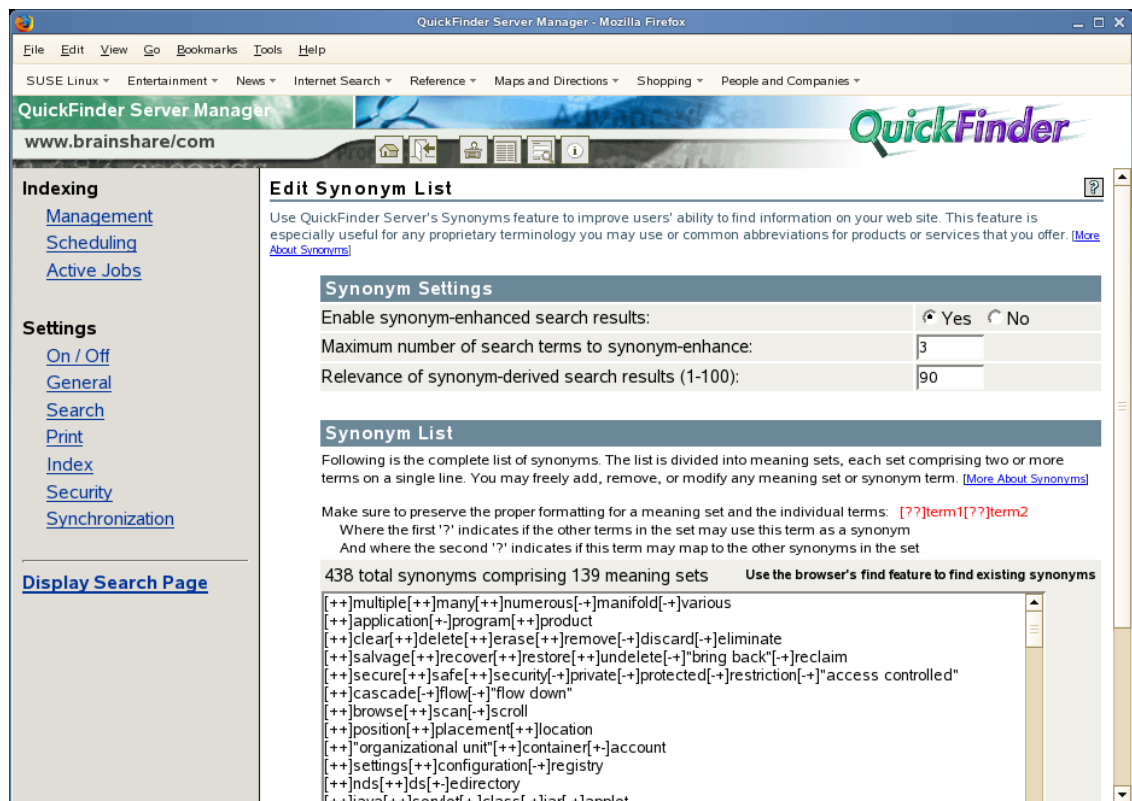 QuickFinder Server Manager - Mozilla Firefox
File Edit View Go Bookmarks Tools Help
SUSE Linux Entertainment News Internet Search Reference Maps and Directions Shopping People and Companies
QuickFinder Server Manager
Advanced Sea
QuickFinder
www.brainshare/com
Indexing
Management
Scheduling
Active Jobs
Settings
On / Off
General
Search
Print
Index
Security
Synchronization
Display Search Page
Edit Synonym List
?
Use QuickFinder Server's Synonyms feature to improve users' ability to find information on your web site. This feature is
especially useful for any proprietary terminology you may use or common abbreviations for products or services that you offer. [More
About Synonyms]
Synonym Settings
Enable synonym-enhanced search results: Yes No
Maximum number of search terms to synonym-enhance: 3
Relevance of synonym-derived search results (1-100): 90
Synonym List
Following is the complete list of synonyms. The list is divided into meaning sets, each set comprising two or more
terms on a single line. You may freely add, remove, or modify any meaning set or synonym term. [More About Synonyms]
Make sure to preserve the proper formatting for a meaning set and the individual terms: [??]term1[??]term2
Where the first '?' indicates if the other terms in the set may use this term as a synonym
And where the second '?' indicates if this term may map to the other synonyms in the set
438 total synonyms comprising 139 meaning sets Use the browser's find feature to find existing synonyms
[++]multiple[++]many[++]numerous[-+]manifold[-+]various
[++]application[+-]program[++]product
[++]clear[++]delete[++]erase[++]remove[-+]discard[-+]eliminate
[++]salvage[++]recover[++]restore[++]undelete[-+]"bring back"[-+]reclaim
[++]secure[++]safe[++]security[-+]private[-+]protected[-+]restriction[-+]"access controlled"
[++]cascade[-+]flow[-+]"flow down"
[++]browse[++]scan[-+]scroll
[++]position[++]placement[++]location
[++]"organizational unit"[++]container[+-]account
[++]settings[++]configuration[-+]registry
[++]nds[++]ds[+-]edirectory
[++]java[++]servlet[+-]class[-+]jar[-+]applet